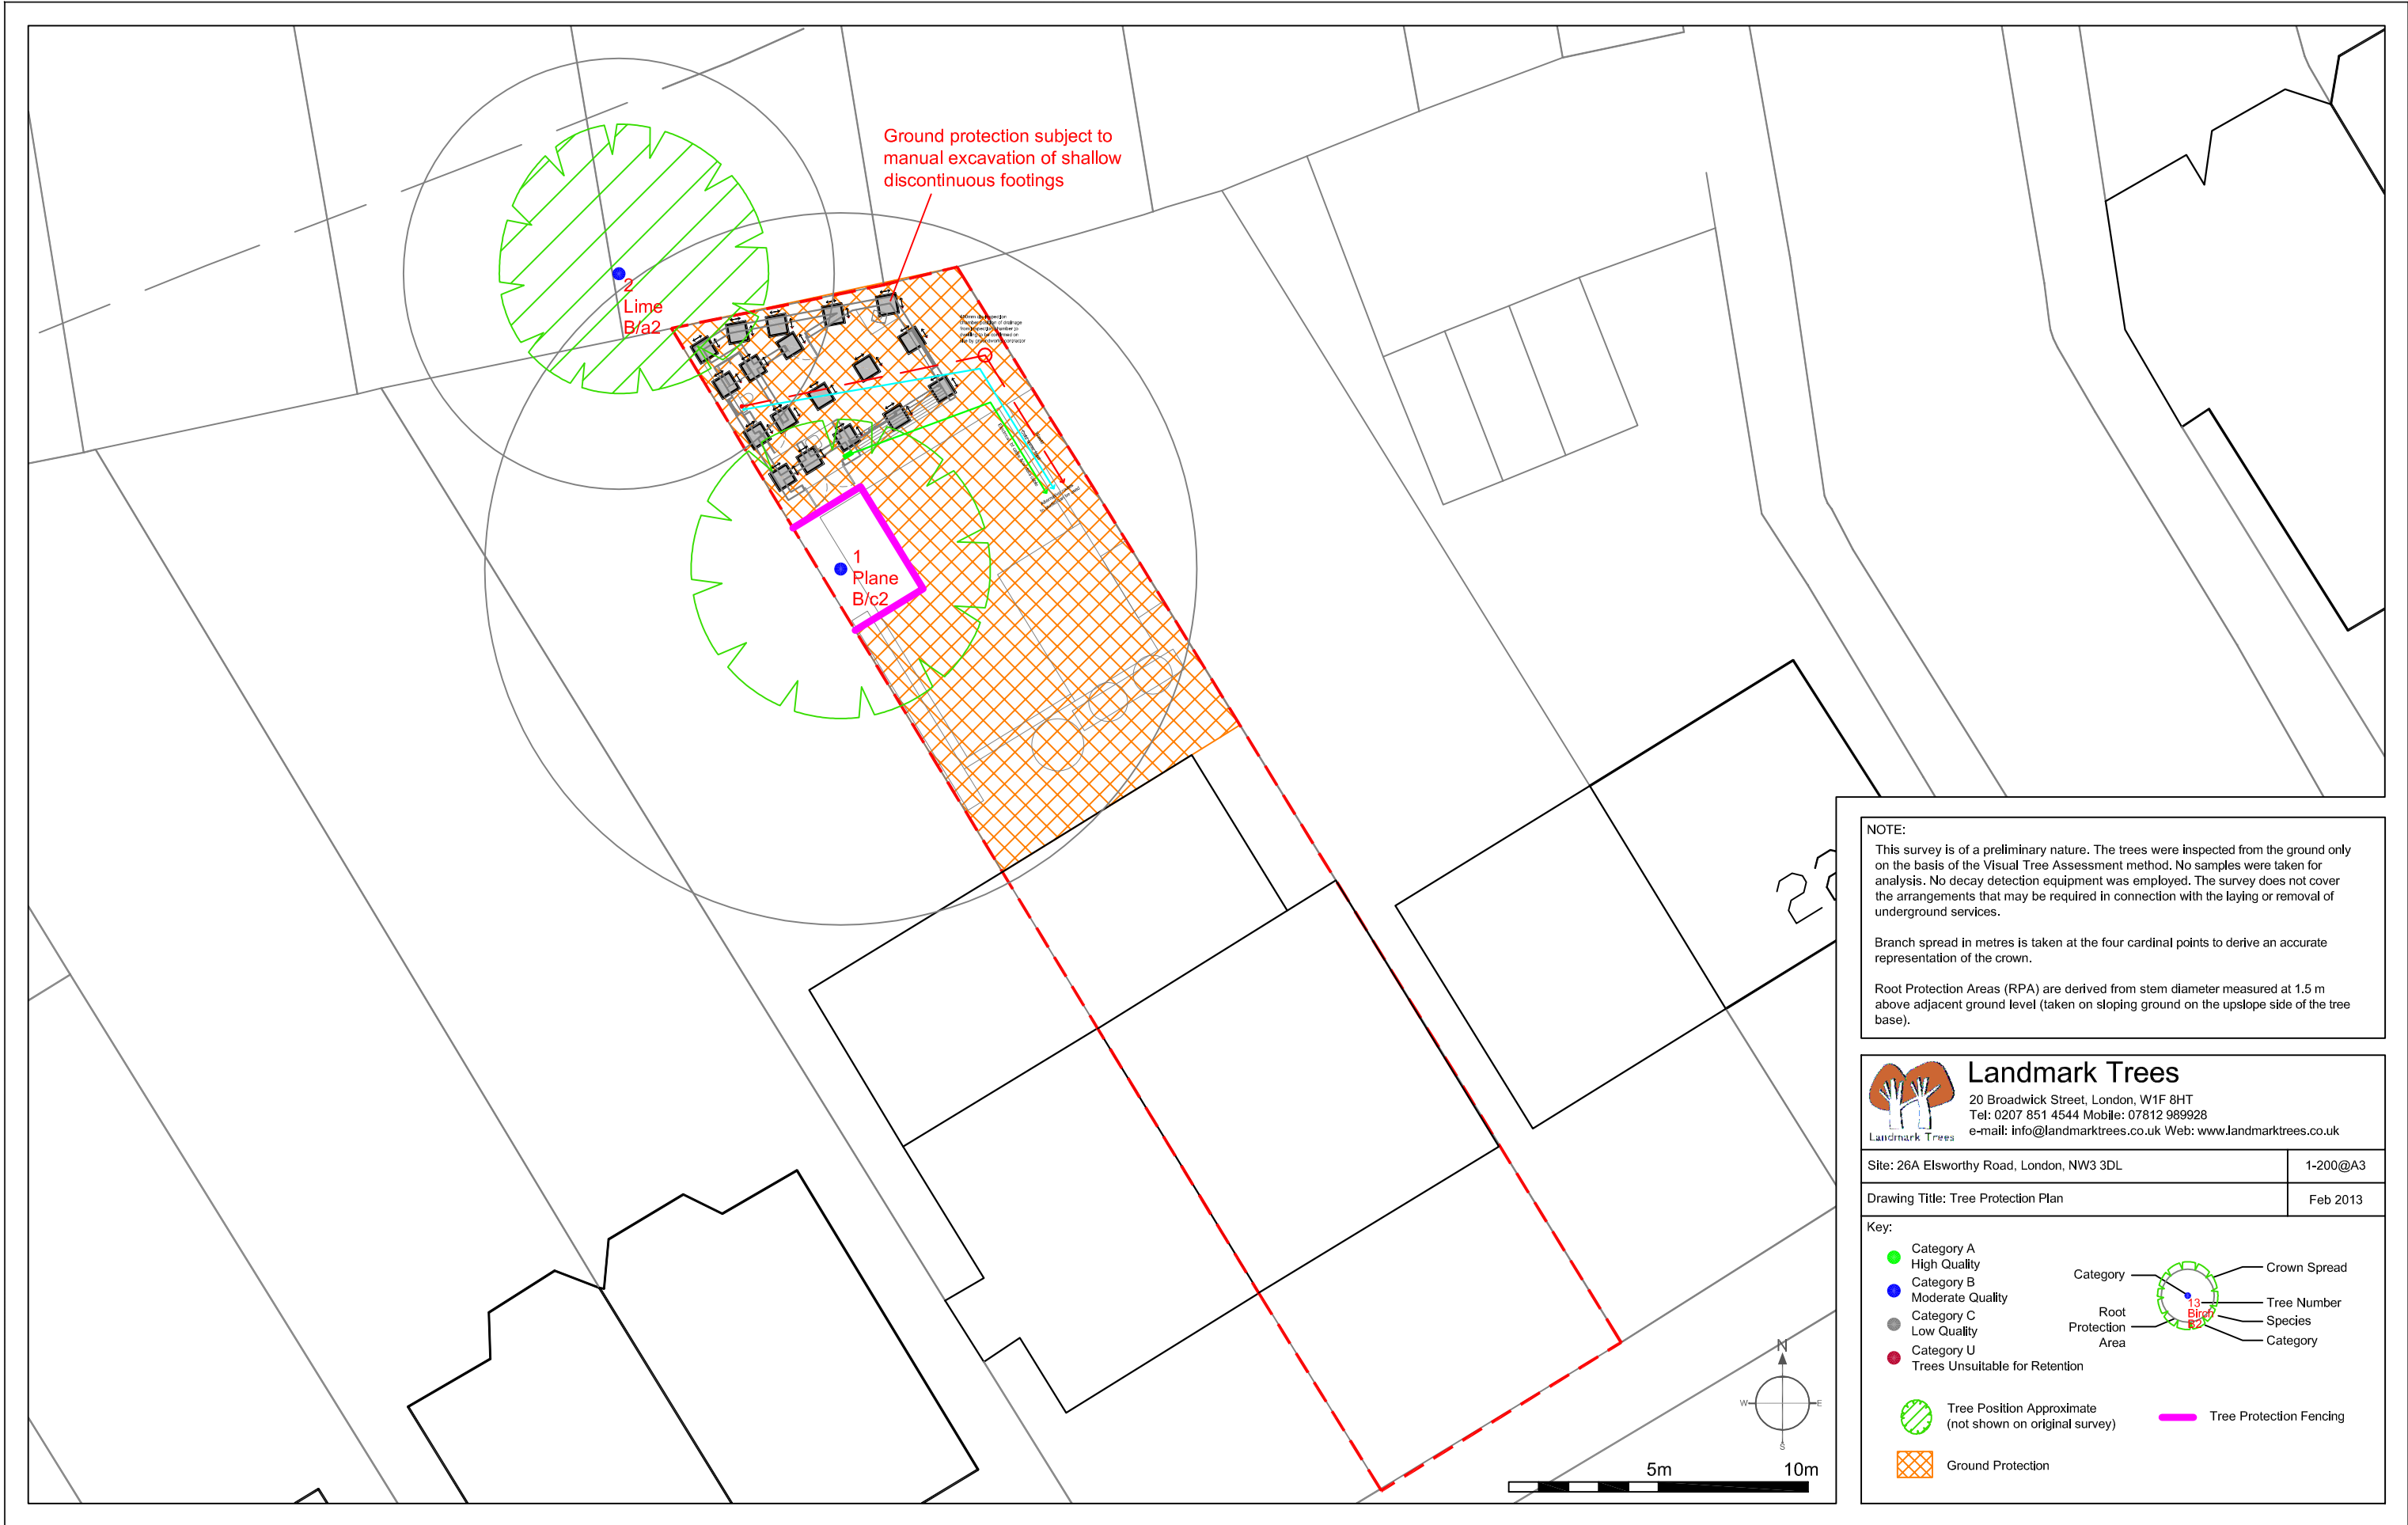 Ground protection subject to
manual excavation of shallow
discontinuous footings
2
Lime
B/a2
1
Plane
B/c2
NOTE:
This survey is of a preliminary nature. The trees were inspected from the ground only
on the basis of the Visual Tree Assessment method. No samples were taken for
analysis. No decay detection equipment was employed. The survey does not cover
the arrangements that may be required in connection with the laying or removal of
underground services.
Branch spread in metres is taken at the four cardinal points to derive an accurate
representation of the crown.
Root Protection Areas (RPA) are derived from stem diameter measured at 1.5 m
above adjacent ground level (taken on sloping ground on the upslope side of the tree
base).
Landmark Trees
Landmark Trees
20 Broadwick Street, London, W1F 8HT
Tel: 0207 851 4544 Mobile: 07812 989928
e-mail: info@landmarktrees.co.uk Web: www.landmarktrees.co.uk
Site: 26A Elsworthy Road, London, NW3 3DL
1-200@A3
Drawing Title: Tree Protection Plan
Feb 2013
Key:
Category A
High Quality
Category B
Moderate Quality
Category C
Low Quality
Category U
Trees Unsuitable for Retention
Category
Root
Protection
Area
13
Birch
B2
Crown Spread
Tree Number
Species
Category
Tree Position Approximate
(not shown on original survey)
Tree Protection Fencing
Ground Protection
N
W
E
S
5m
10m